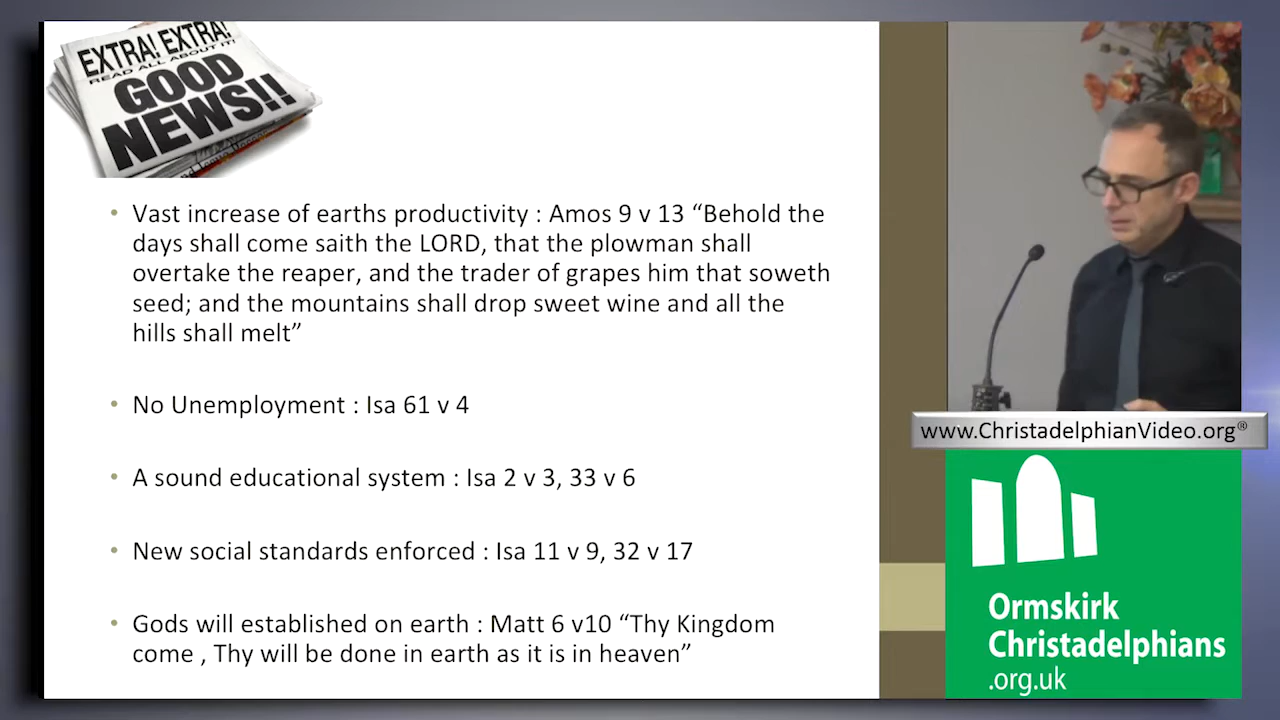 EXTRA! EXTRA!
READ ALL ABOUT IT!
GOOD
NEWS!!
• Vast increase of earths productivity : Amos 9 v 13 “Behold the
days shall come saith the LORD, that the plowman shall
overtake the reaper, and the trader of grapes him that soweth
seed; and the mountains shall drop sweet wine and all the
hills shall melt”
• No Unemployment : Isa 61 v 4
• A sound educational system : Isa 2 v 3, 33 v 6
• New social standards enforced : Isa 11 v 9, 32 v 17
• Gods will established on earth : Matt 6 v10 “Thy Kingdom
come , Thy will be done in earth as it is in heaven”
www.ChristadelphianVideo.org®
Ormskirk
Christadelphians
.org.uk